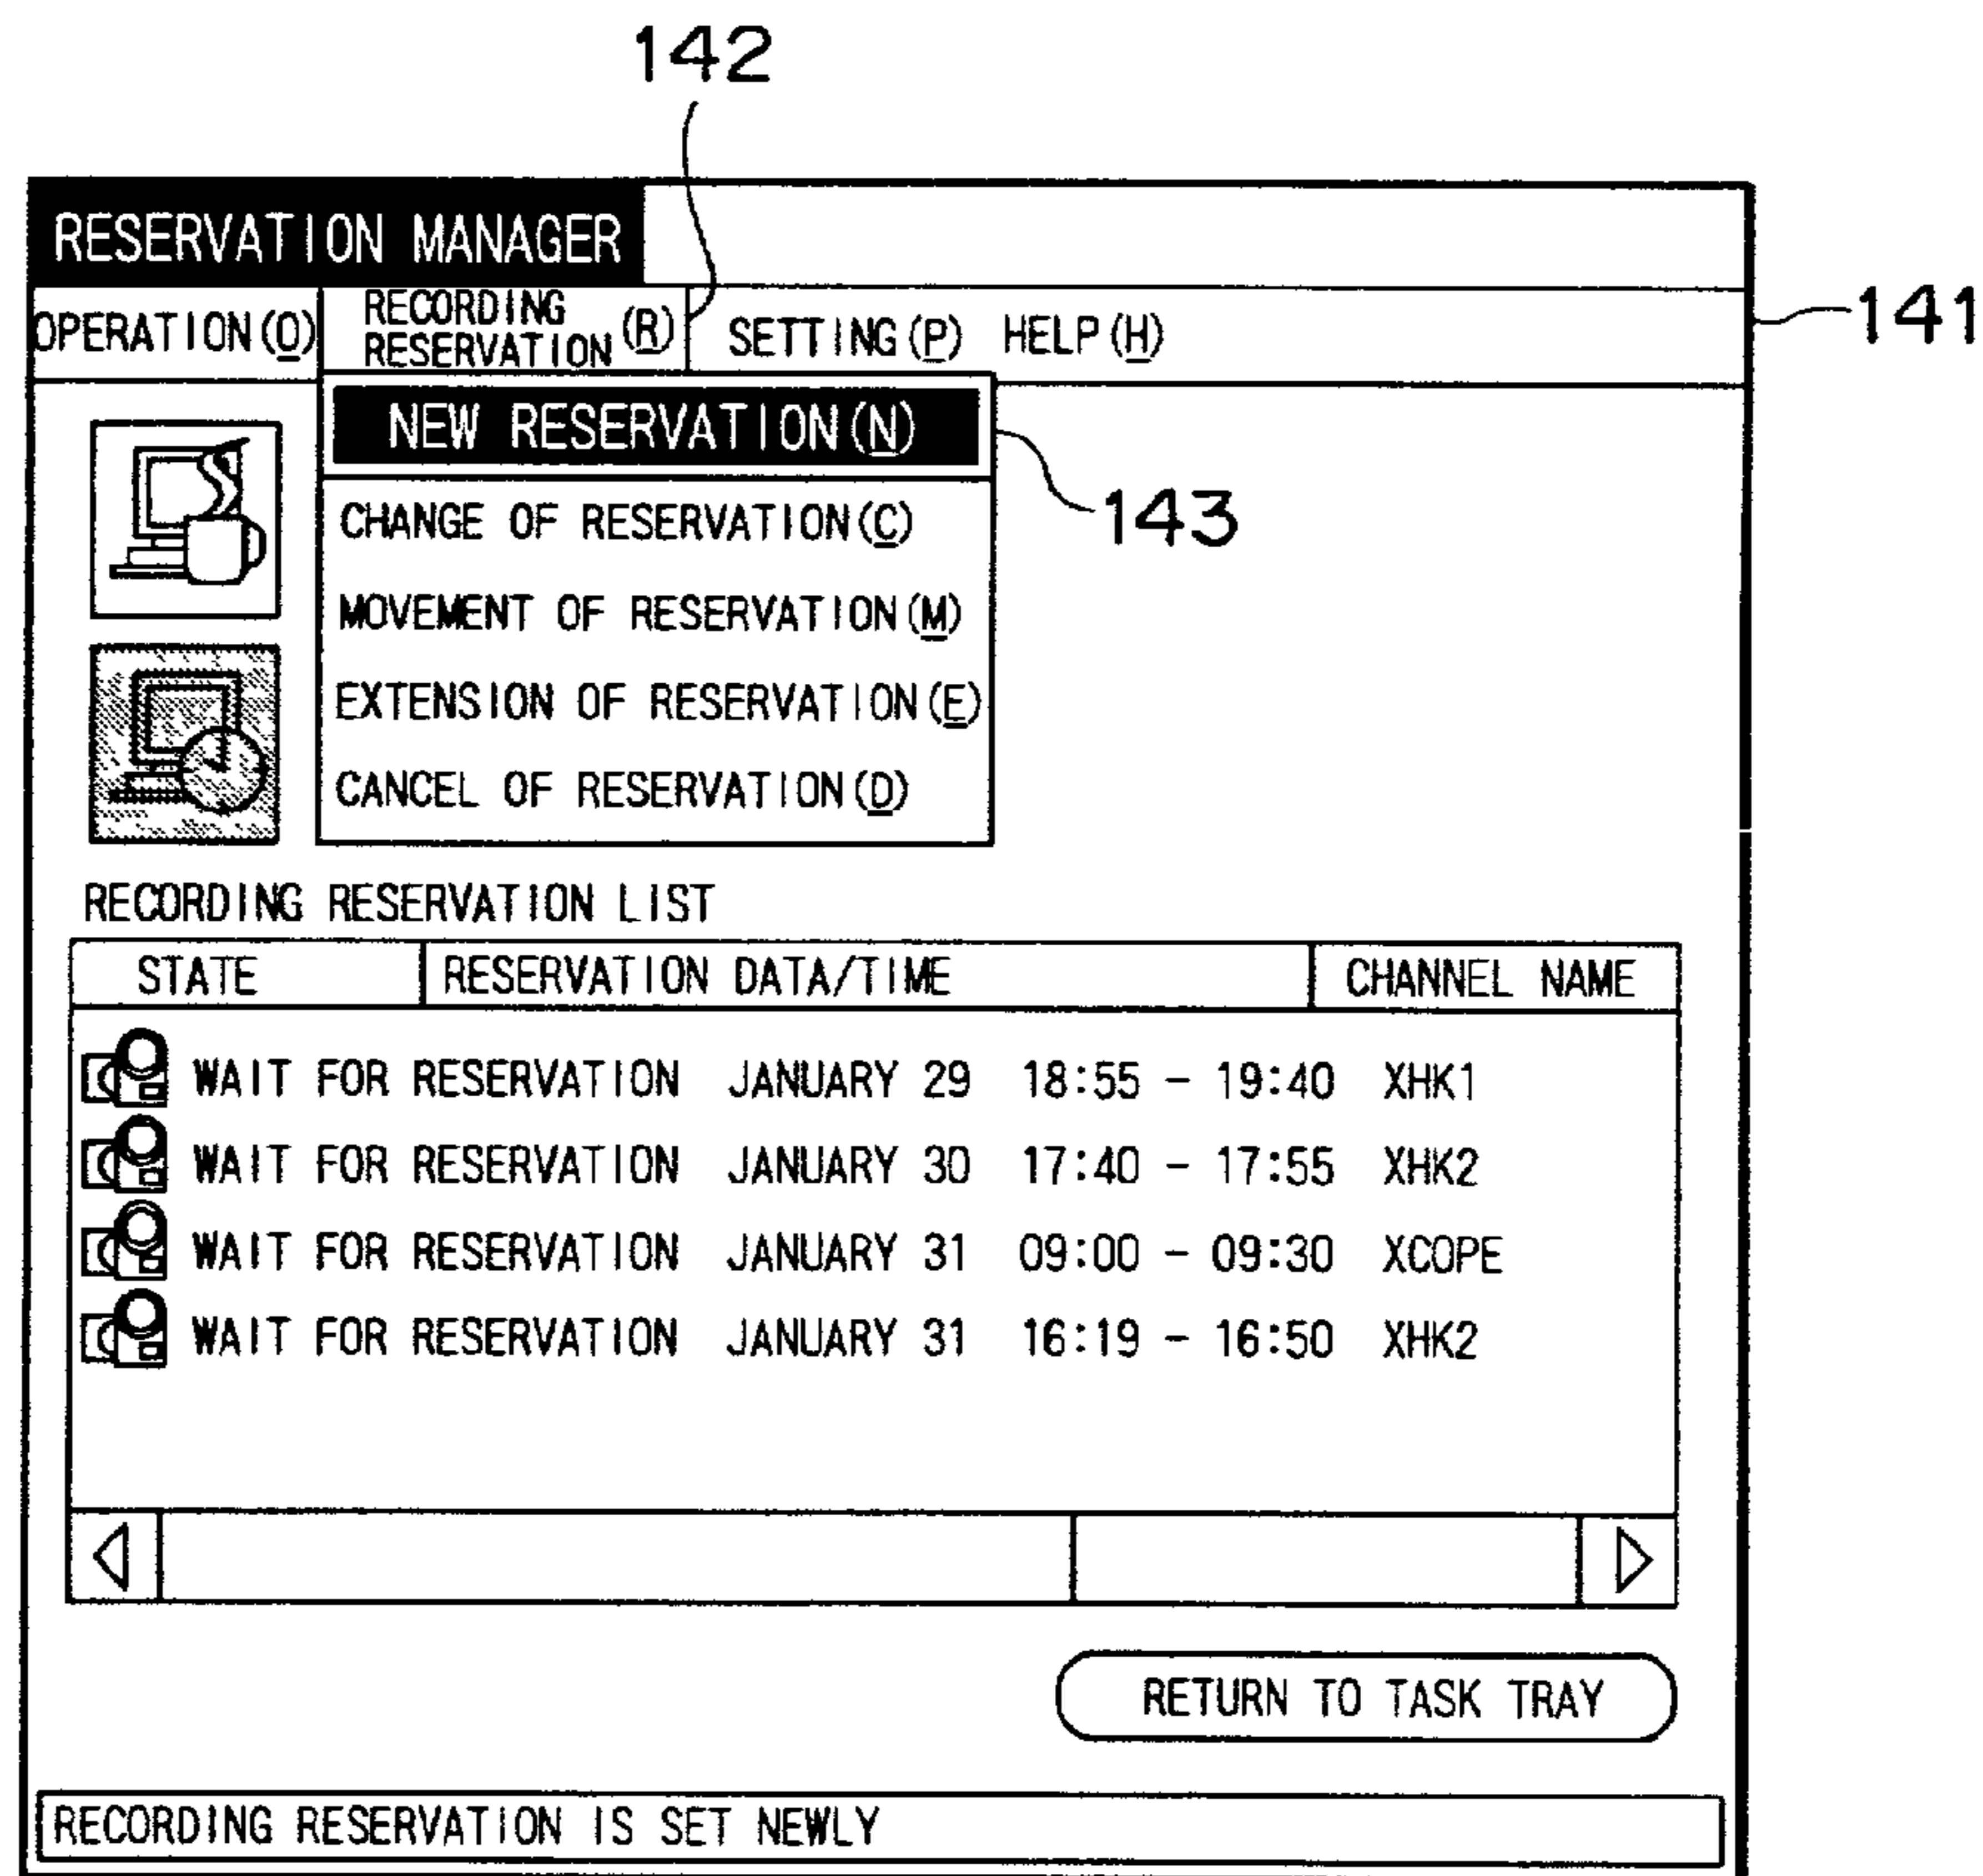 142
RESERVATION MANAGER
OPERATION(O) RECORDING RESERVATION (R) SETTING(P) HELP(H)
141
NEW RESERVATION(N)
143
CHANGE OF RESERVATION(C)
MOVEMENT OF RESERVATION(M)
EXTENSION OF RESERVATION(E)
CANCEL OF RESERVATION(D)
RECORDING RESERVATION LIST
STATE RESERVATION DATA/TIME CHANNEL NAME
WAIT FOR RESERVATION JANUARY 29 18:55 - 19:40 XHK1
WAIT FOR RESERVATION JANUARY 30 17:40 - 17:55 XHK2
WAIT FOR RESERVATION JANUARY 31 09:00 - 09:30 XCOPE
WAIT FOR RESERVATION JANUARY 31 16:19 - 16:50 XHK2
RETURN TO TASK TRAY
RECORDING RESERVATION IS SET NEWLY